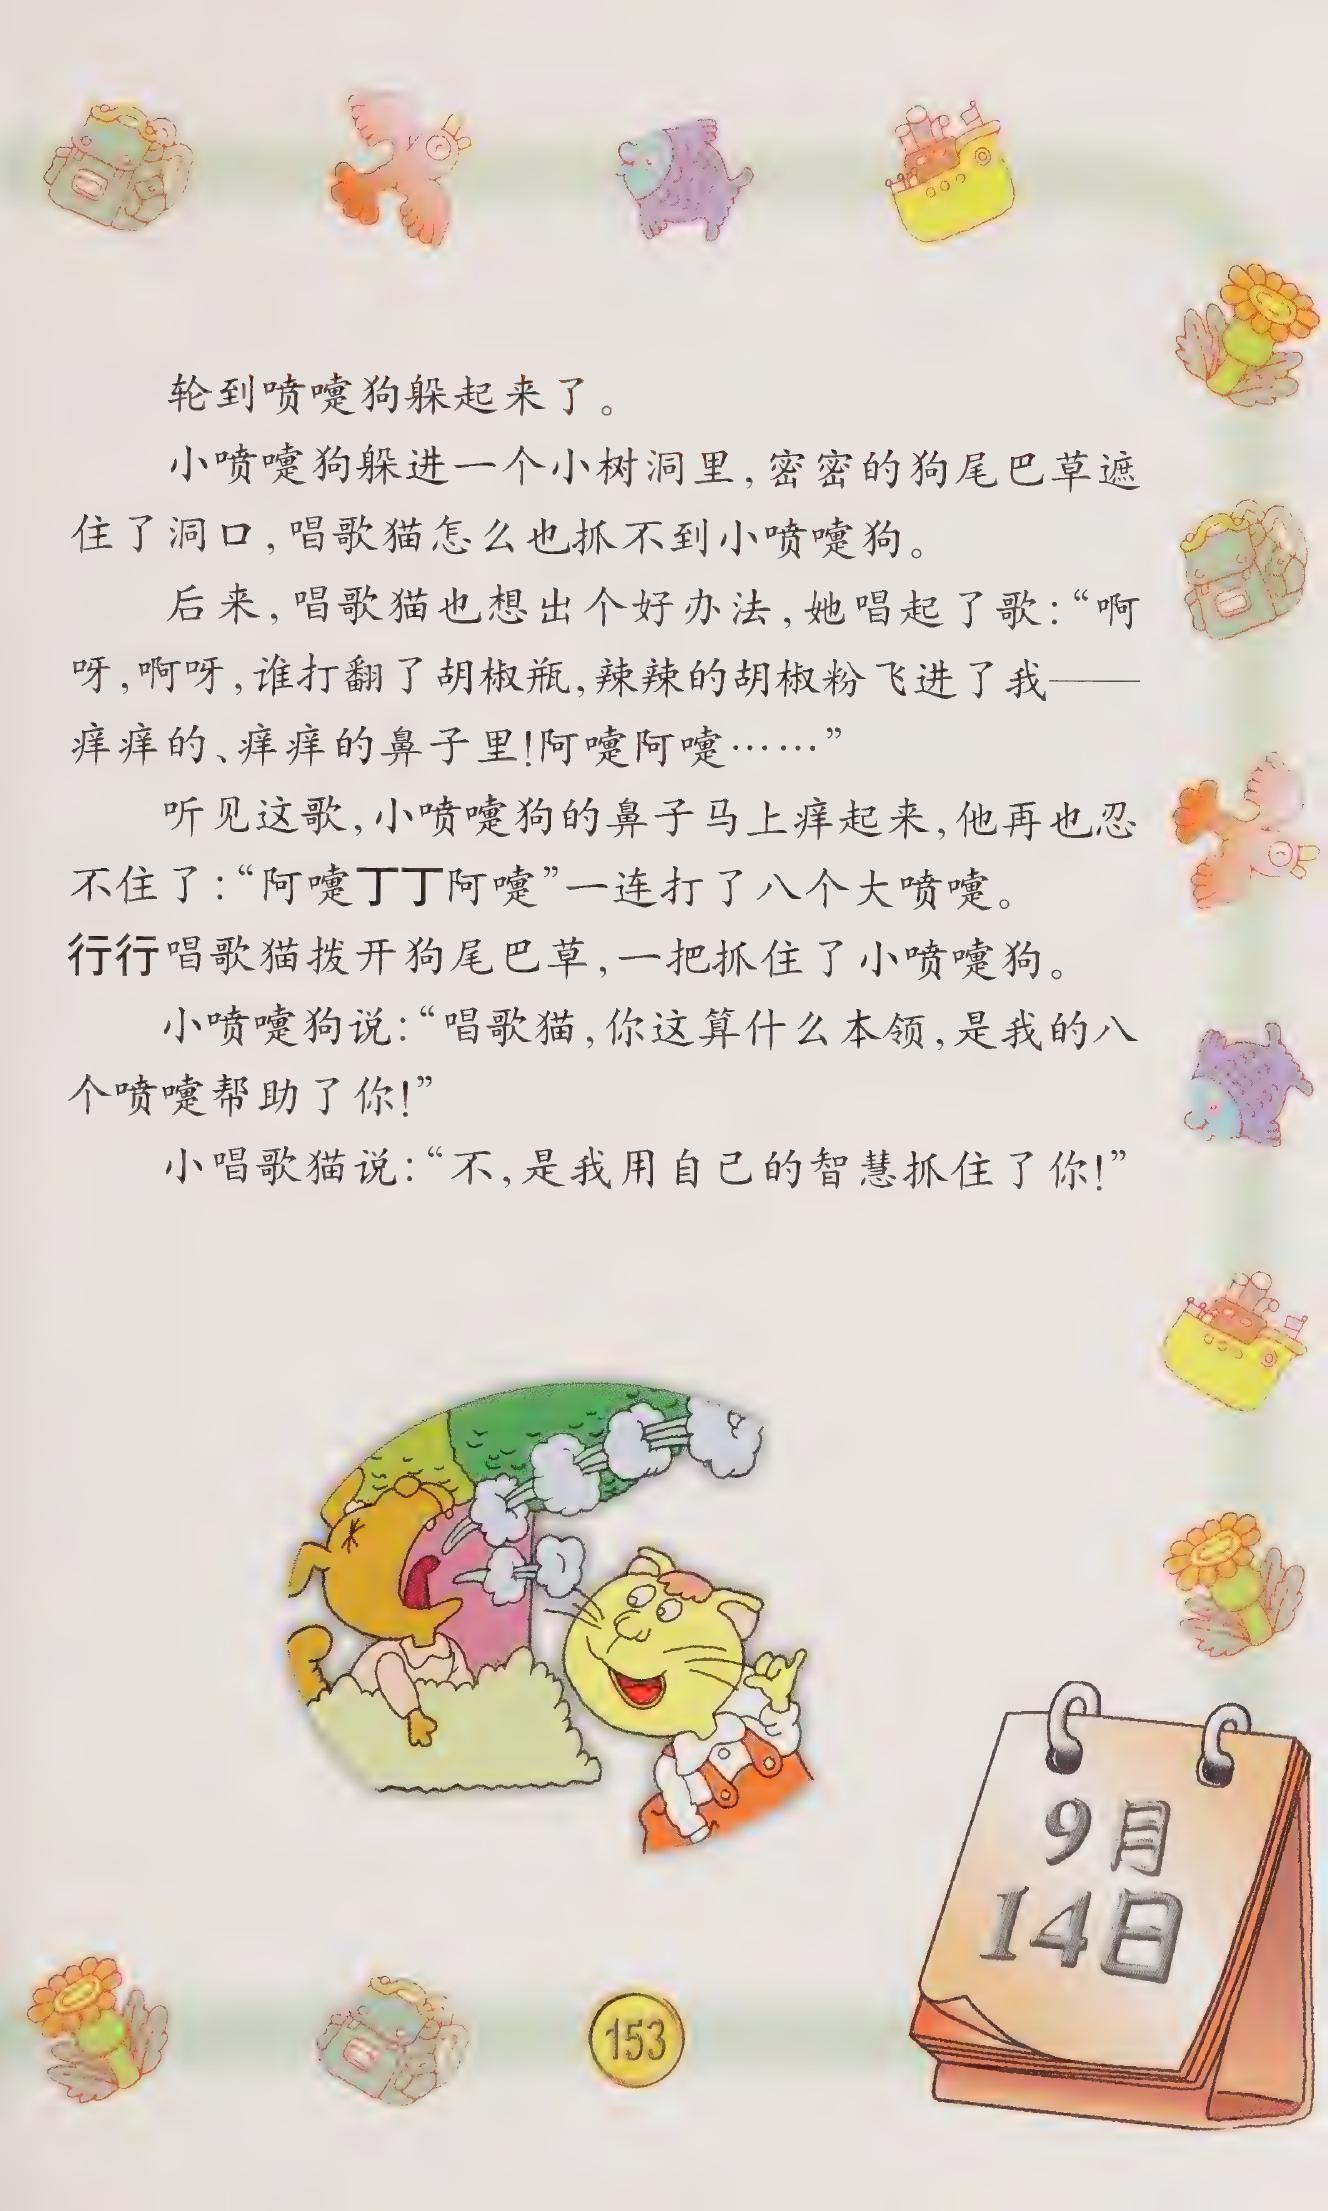 轮到喷嚏狗躲起来了。
小喷嚏狗躲进一个小树洞里,密密的狗尾巴草遮
住了洞口,唱歌猫怎么也抓不到小喷嚏狗。
后来,唱歌猫也想出个好办法,她唱起了歌:“啊
呀,啊呀,谁打翻了胡椒瓶,辣辣的胡椒粉飞进了我——
痒痒的、痒痒的鼻子里!阿嚏阿嚏……”
听见这歌,小喷嚏狗的鼻子马上痒起来,他再也忍
不住了:“阿嚏丁丁阿嚏”一连打了八个大喷嚏。
行行唱歌猫拨开狗尾巴草,一把抓住了小喷嚏狗。
小喷嚏狗说:“唱歌猫,你这算什么本领,是我的八
个喷嚏帮助了你!”
小唱歌猫说:“不,是我用自己的智慧抓住了你!”
9月
14日
153